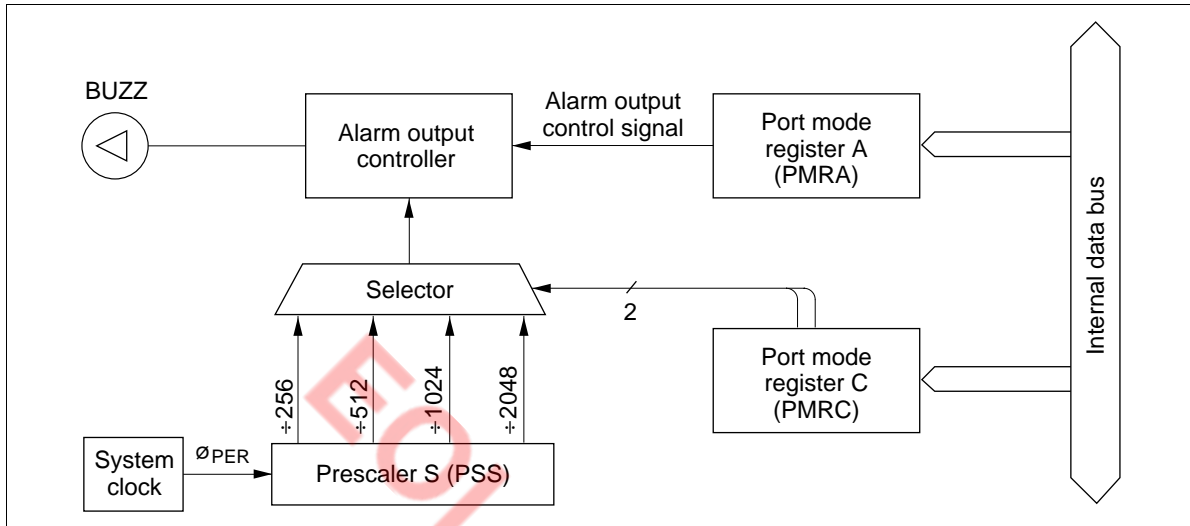 BUZZ
Alarm output
controller
Alarm output
control signal
Port mode
register A
(PMRA)
Internal data bus
Selector
2
Port mode
register C
(PMRC)
÷256
÷512
÷1024
÷2048
System
clock
øPER
Prescaler S (PSS)